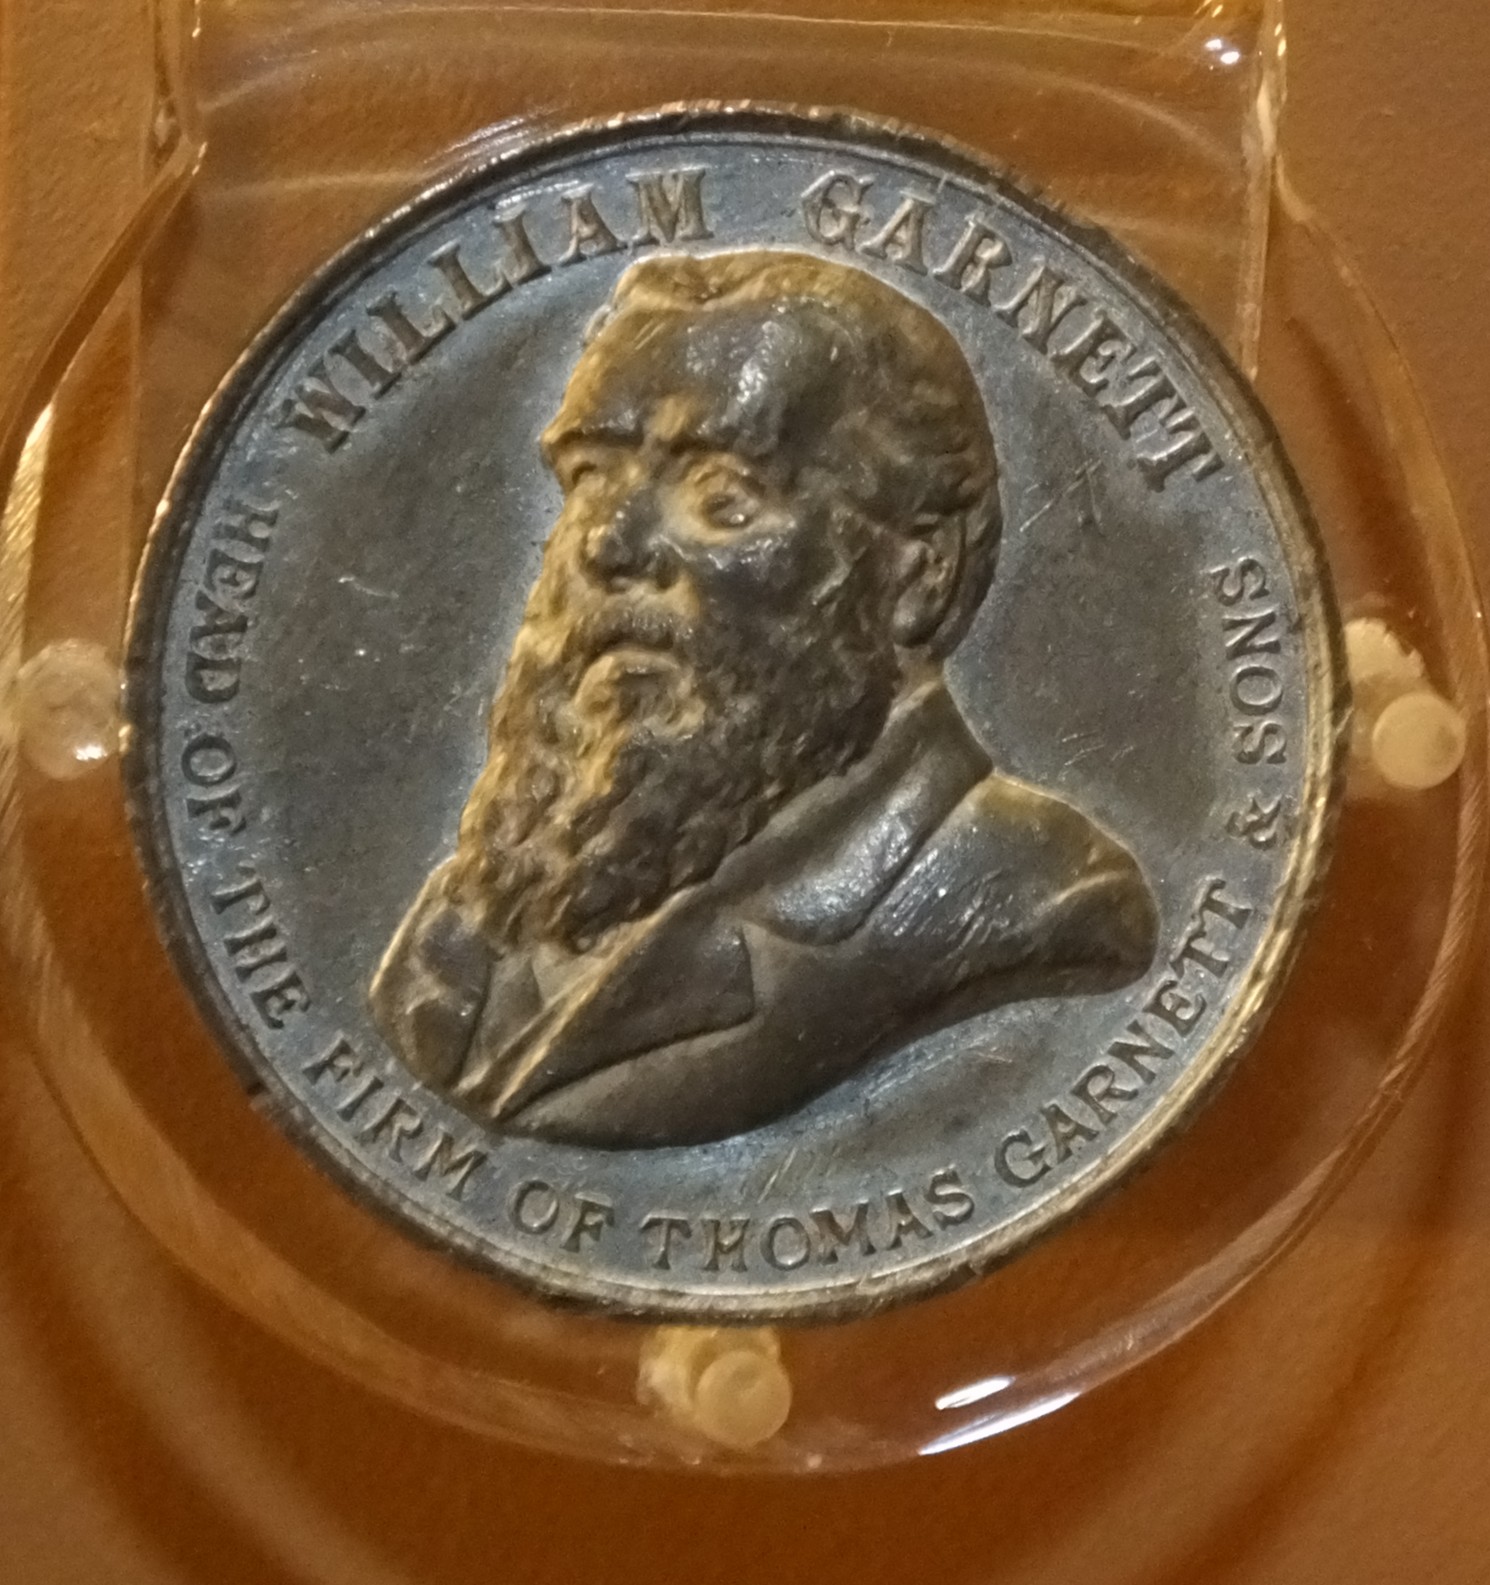 WILLIAM GARNETT
HEAD OF THE FIRM OF THOMAS GARNETT & SONS